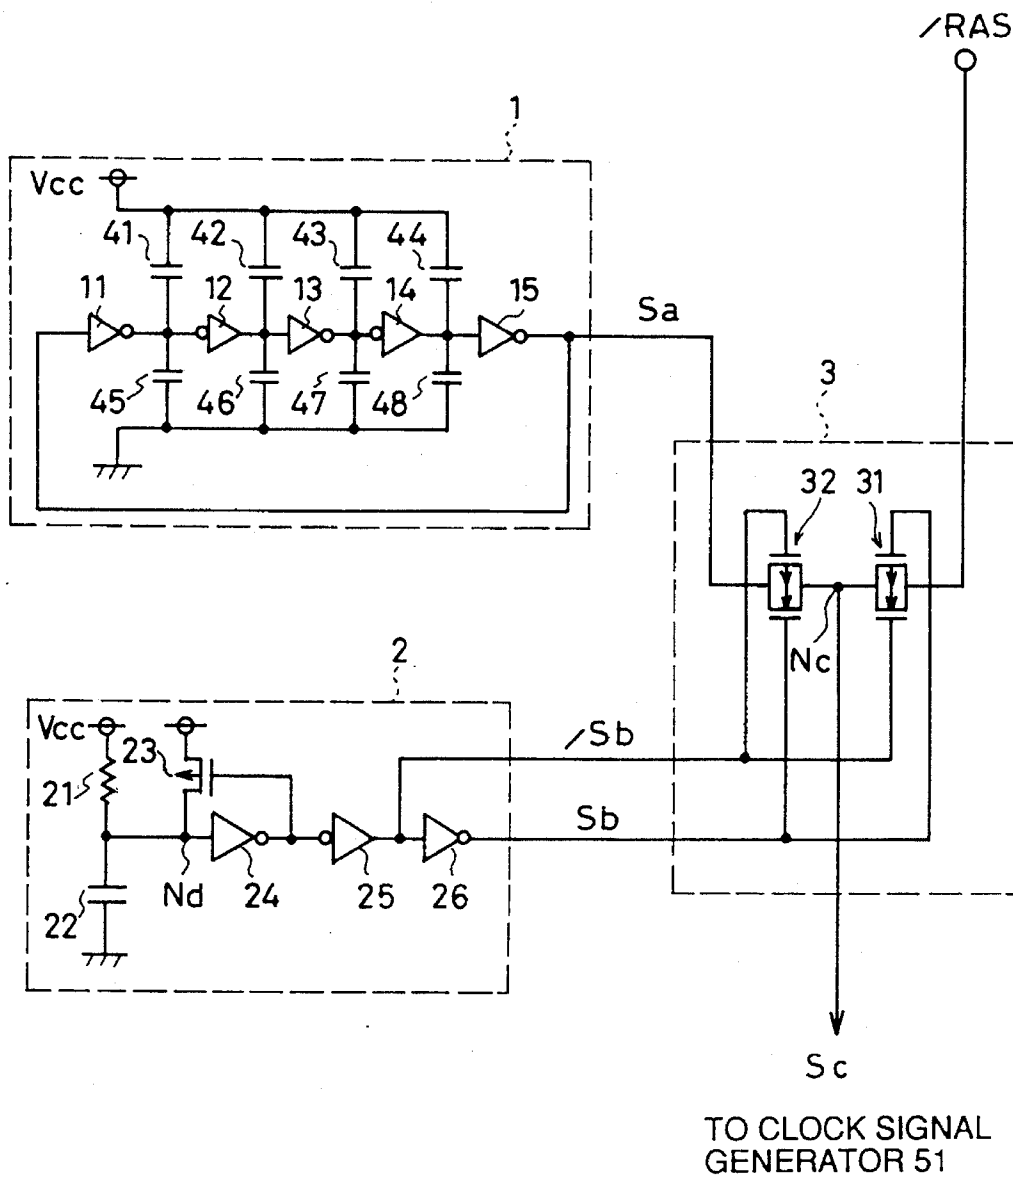 /RAS
1
Vcc
41 42 43 44
11 12 13 14 15
Sa
45 46 47 48
3
32 31
Nc
2
Vcc
23
21
/Sb
Sb
Nd 24 25 26
22
Sc
TO CLOCK SIGNAL
GENERATOR 51